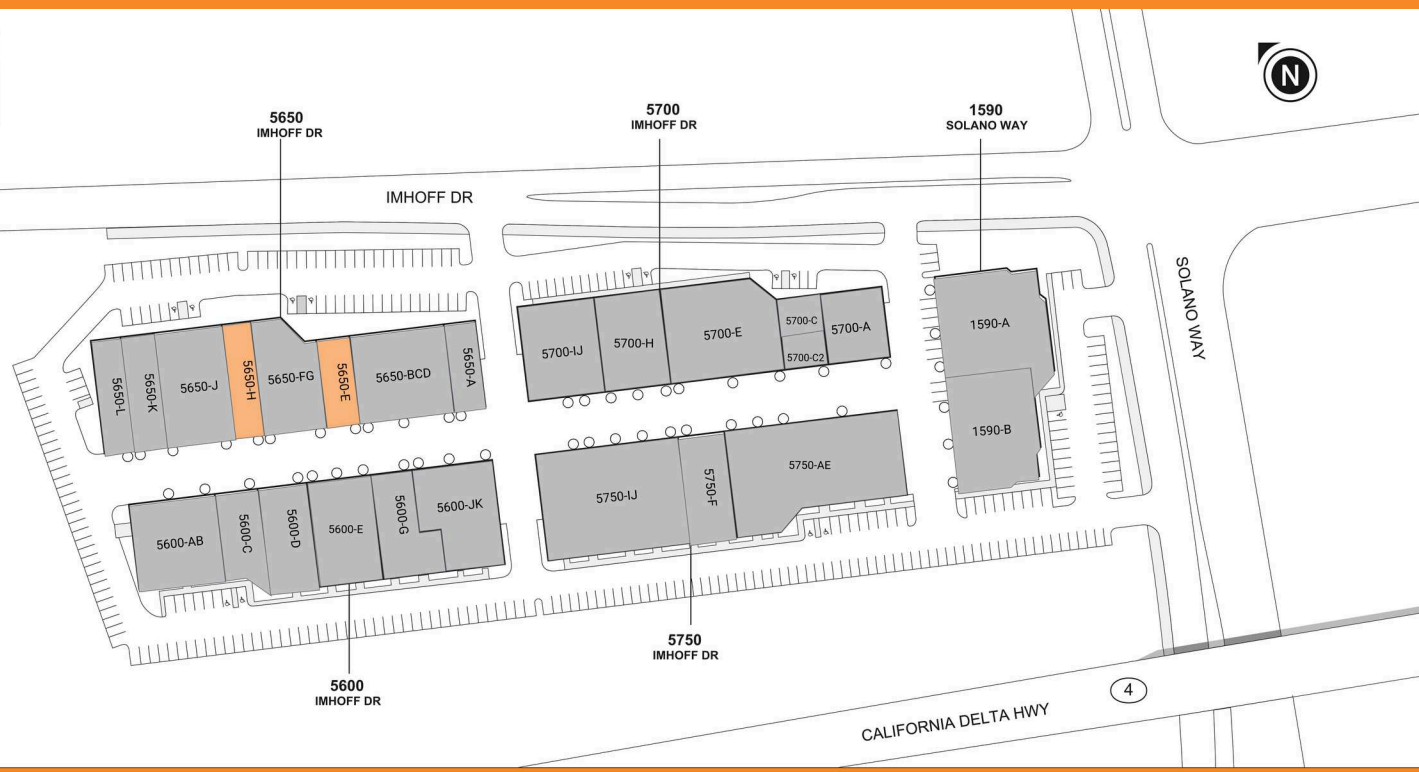 N
5650
IMHOFF DR
5700
IMHOFF DR
1590
SOLANO WAY
IMHOFF DR
SOLANO WAY
5650-L
5650-K
5650-J
5650-H
5650-FG
5650-E
5650-BCD
5650-A
5700-IJ
5700-H
5700-E
5700-C
5700-C2
5700-A
1590-A
1590-B
5600-AB
5600-C
5600-D
5600-E
5600-G
5600-JK
5750-IJ
5750-F
5750-AE
5600
IMHOFF DR
5750
IMHOFF DR
4
CALIFORNIA DELTA HWY